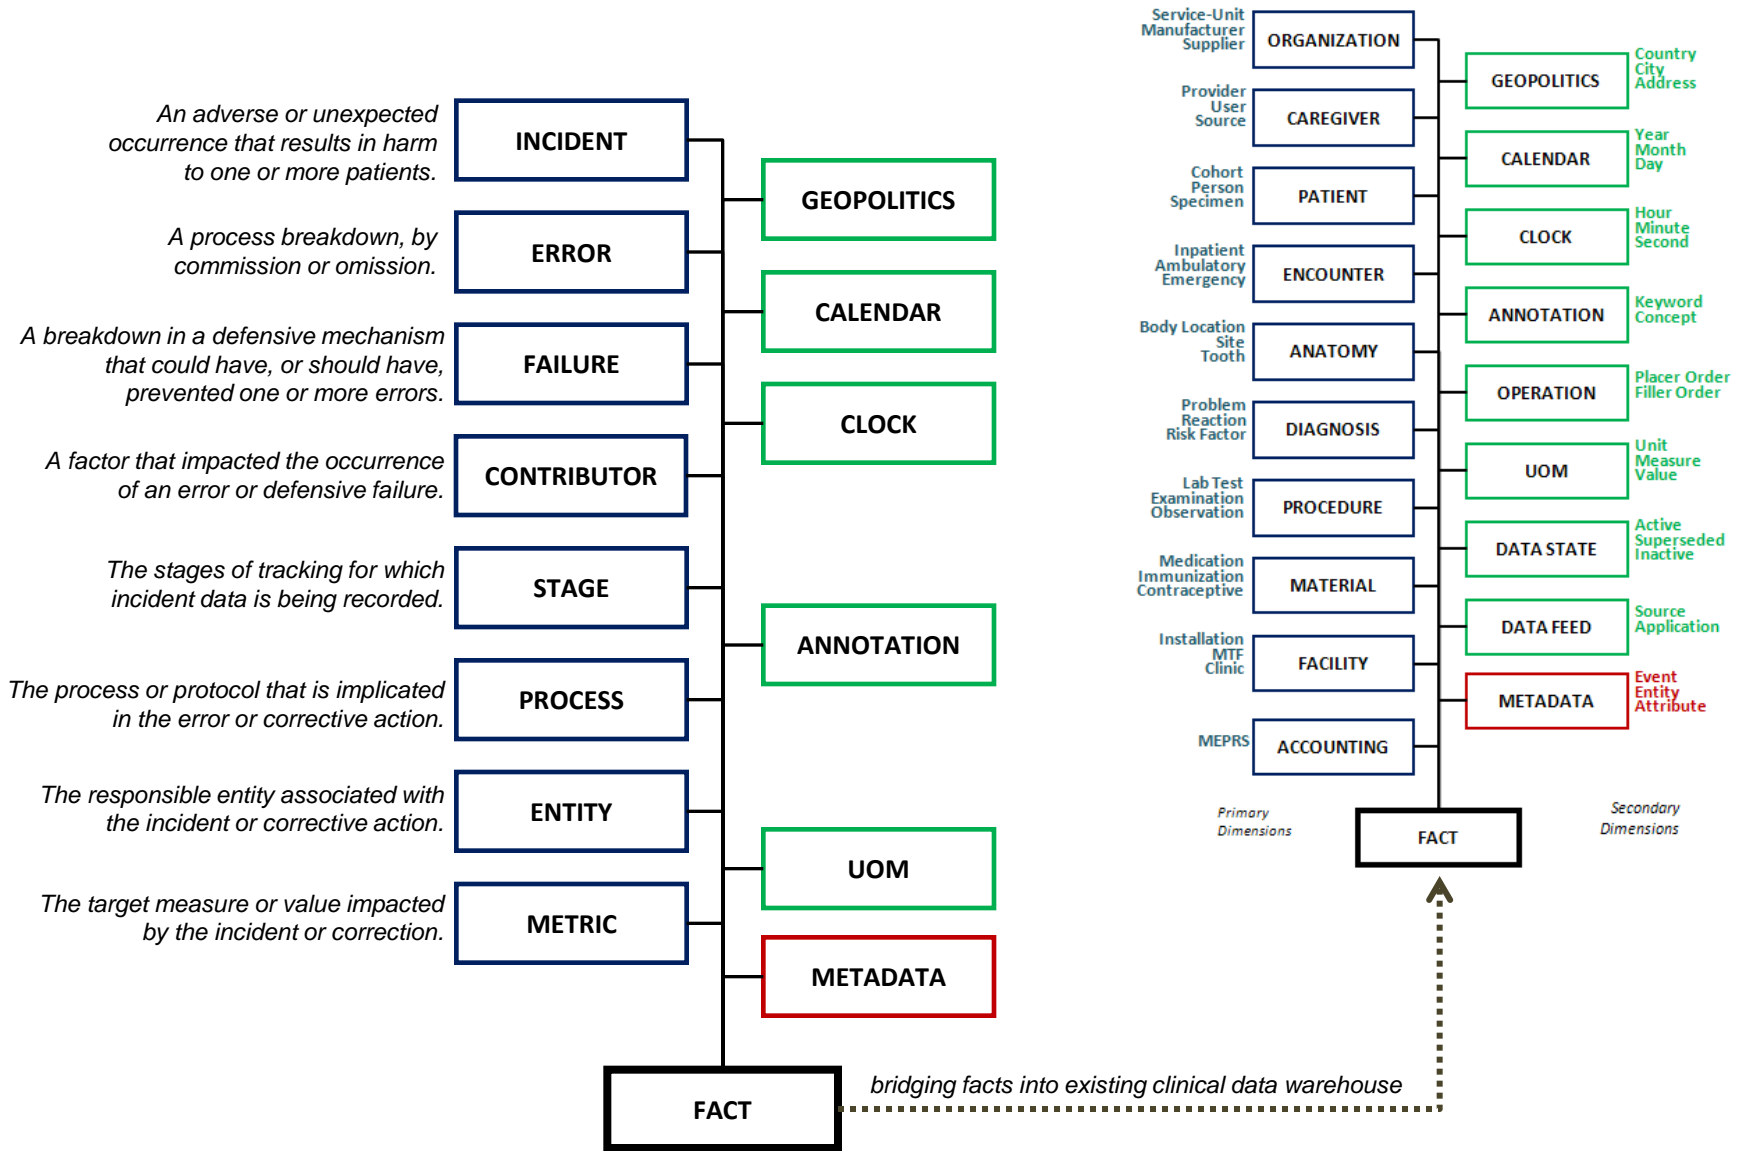 An adverse or unexpected
occurrence that results in harm
to one or more patients.
INCIDENT
GEOPOLITICS
A process breakdown, by
commission or omission.
ERROR
CALENDAR
A breakdown in a defensive mechanism
that could have, or should have,
prevented one or more errors.
FAILURE
CLOCK
A factor that impacted the occurrence
of an error or defensive failure.
CONTRIBUTOR
The stages of tracking for which
incident data is being recorded.
STAGE
ANNOTATION
The process or protocol that is implicated
in the error or corrective action.
PROCESS
The responsible entity associated with
the incident or corrective action.
ENTITY
UOM
The target measure or value impacted
by the incident or correction.
METRIC
METADATA
FACT
bridging facts into existing clinical data warehouse
Service-Unit
Manufacturer
Supplier
ORGANIZATION
GEOPOLITICS
Country
City
Address
Provider
User
Source
CAREGIVER
CALENDAR
Year
Month
Day
Cohort
Person
Specimen
PATIENT
CLOCK
Hour
Minute
Second
Inpatient
Ambulatory
Emergency
ENCOUNTER
ANNOTATION
Keyword
Concept
Body Location
Site
Tooth
ANATOMY
OPERATION
Placer Order
Filler Order
Problem
Reaction
Risk Factor
DIAGNOSIS
UOM
Unit
Measure
Value
Lab Test
Examination
Observation
PROCEDURE
DATA STATE
Active
Superseded
Inactive
Medication
Immunization
Contraceptive
MATERIAL
DATA FEED
Source
Application
Installation
MTF
Clinic
FACILITY
METADATA
Event
Entity
Attribute
MEPRS
ACCOUNTING
Primary
Dimensions
FACT
Secondary
Dimensions